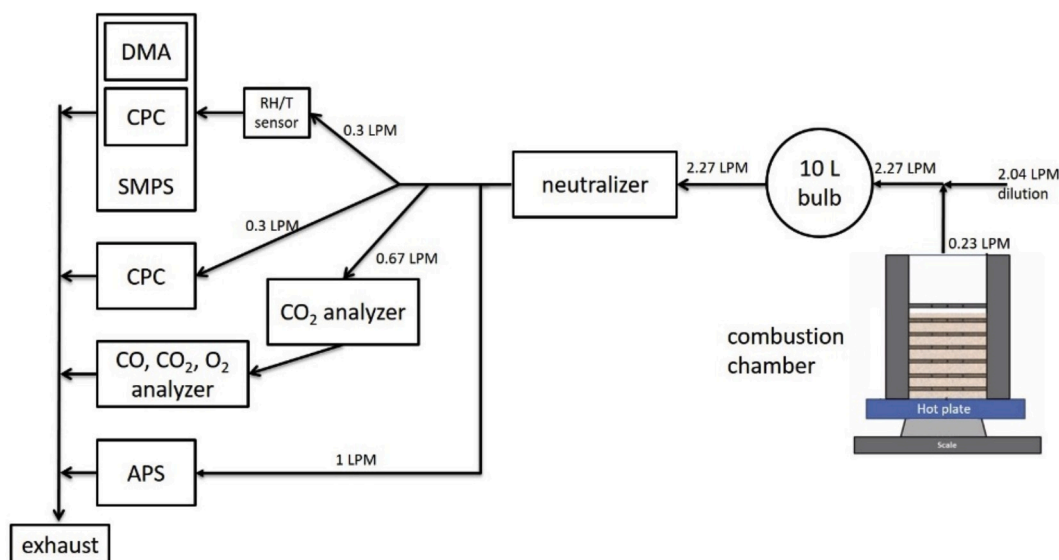 DMA
CPC
SMPS
RH/T
sensor
0.3 LPM
neutralizer
2.27 LPM
10 L
bulb
2.27 LPM
2.04 LPM
dilution
0.23 LPM
CPC
0.3 LPM
0.67 LPM
CO₂ analyzer
CO, CO₂, O₂
analyzer
combustion
chamber
Hot plate
Scale
APS
1 LPM
exhaust